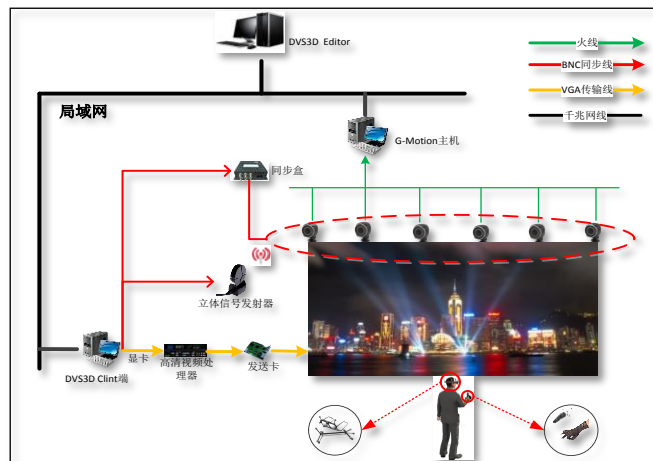 DVS3D Editor
火线
BNC同步线
VGA传输线
千兆网线
局域网
G-Motion主机
同步盒
立体信号发射器
显卡
高清视频处
理器
发送卡
DVS3D Clint端